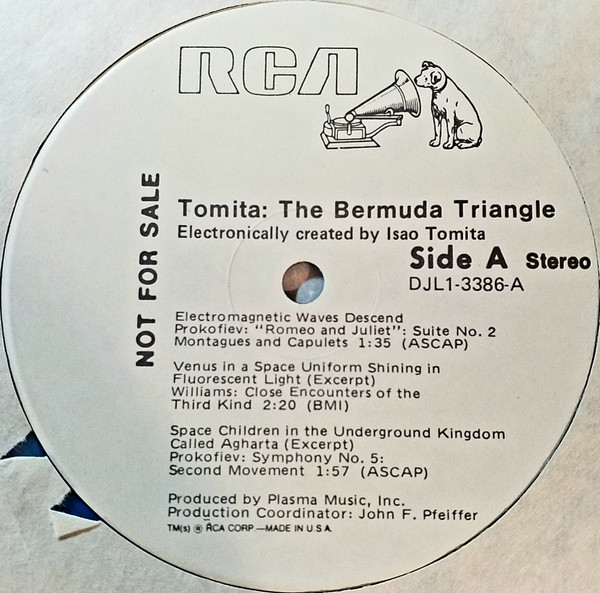 RCA
NOT FOR SALE
Tomita: The Bermuda Triangle
Electronically created by Isao Tomita
Side A Stereo
DJL1-3386-A
Electromagnetic Waves Descend
Prokofiev: "Romeo and Juliet": Suite No. 2
Montagues and Capulets 1:35 (ASCAP)
Venus in a Space Uniform Shining in
Fluorescent Light (Excerpt)
Williams: Close Encounters of the
Third Kind 2:20 (BMI)
Space Children in the Underground Kingdom
Called Agharta (Excerpt)
Prokofiev: Symphony No. 5:
Second Movement 1:57 (ASCAP)
Produced by Plasma Music, Inc.
Production Coordinator: John F. Pfeiffer
TM(s) ® RCA CORP.—MADE IN U.S.A.